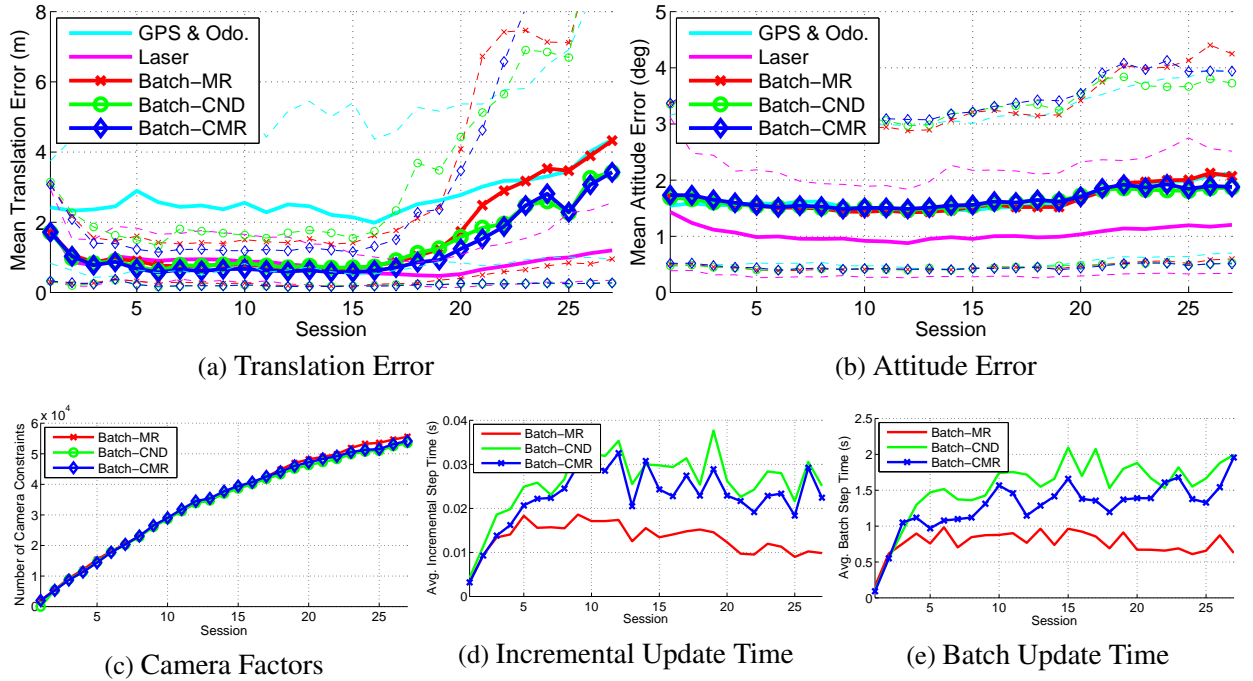 8
6
4
2
0
Mean Translation Error (m)
GPS & Odo.
Laser
Batch-MR
Batch-CND
Batch-CMR
5 10 15 20 25
Session
(a) Translation Error
5
4
3
2
1
0
Mean Attitude Error (deg)
GPS & Odo.
Laser
Batch-MR
Batch-CND
Batch-CMR
5 10 15 20 25
Session
(b) Attitude Error
x 10^4
6
5
4
3
2
1
0
Number of Camera Constraints
Batch-MR
Batch-CND
Batch-CMR
5 10 15 20 25
Session
(c) Camera Factors
0.04
0.03
0.02
0.01
0
Avg. Incremental Step Time (s)
Batch-MR
Batch-CND
Batch-CMR
5 10 15 20 25
Session
(d) Incremental Update Time
2.5
2
1.5
1
0.5
0
Avg. Batch Step Time (s)
Batch-MR
Batch-CND
Batch-CMR
5 10 15 20 25
Session
(e) Batch Update Time